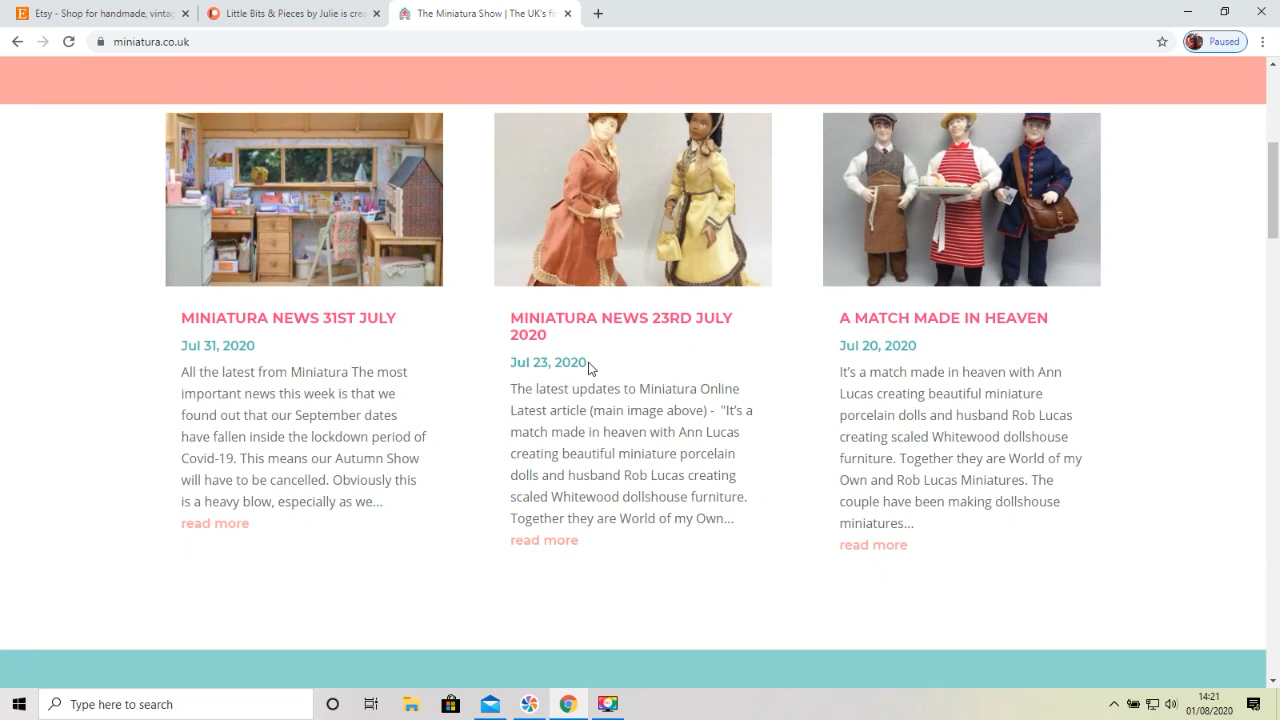 Etsy - Shop for handmade, vintag
Little Bits & Pieces by Julie is crea
The Miniatura Show | The UK's fi
miniatura.co.uk
Paused
MINIATURA NEWS 31ST JULY
Jul 31, 2020
All the latest from Miniatura The most
important news this week is that we
found out that our September dates
have fallen inside the lockdown period of
Covid-19. This means our Autumn Show
will have to be cancelled. Obviously this
is a heavy blow, especially as we...
read more
MINIATURA NEWS 23RD JULY
2020
Jul 23, 2020
The latest updates to Miniatura Online
Latest article (main image above) - "It's a
match made in heaven with Ann Lucas
creating beautiful miniature porcelain
dolls and husband Rob Lucas creating
scaled Whitewood dollshouse furniture.
Together they are World of my Own...
read more
A MATCH MADE IN HEAVEN
Jul 20, 2020
It's a match made in heaven with Ann
Lucas creating beautiful miniature
porcelain dolls and husband Rob Lucas
creating scaled Whitewood dollshouse
furniture. Together they are World of my
Own and Rob Lucas Miniatures. The
couple have been making dollshouse
miniatures...
read more
Type here to search
14:21
01/08/2020